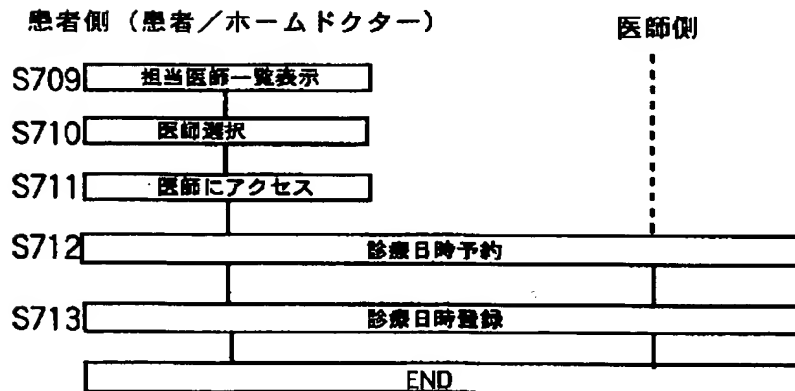 患者側（患者／ホームドクター）
医師側
S709 担当医師一覧表示
S710 医師選択
S711 医師にアクセス
S712 診療日時予約
S713 診療日時登録
END